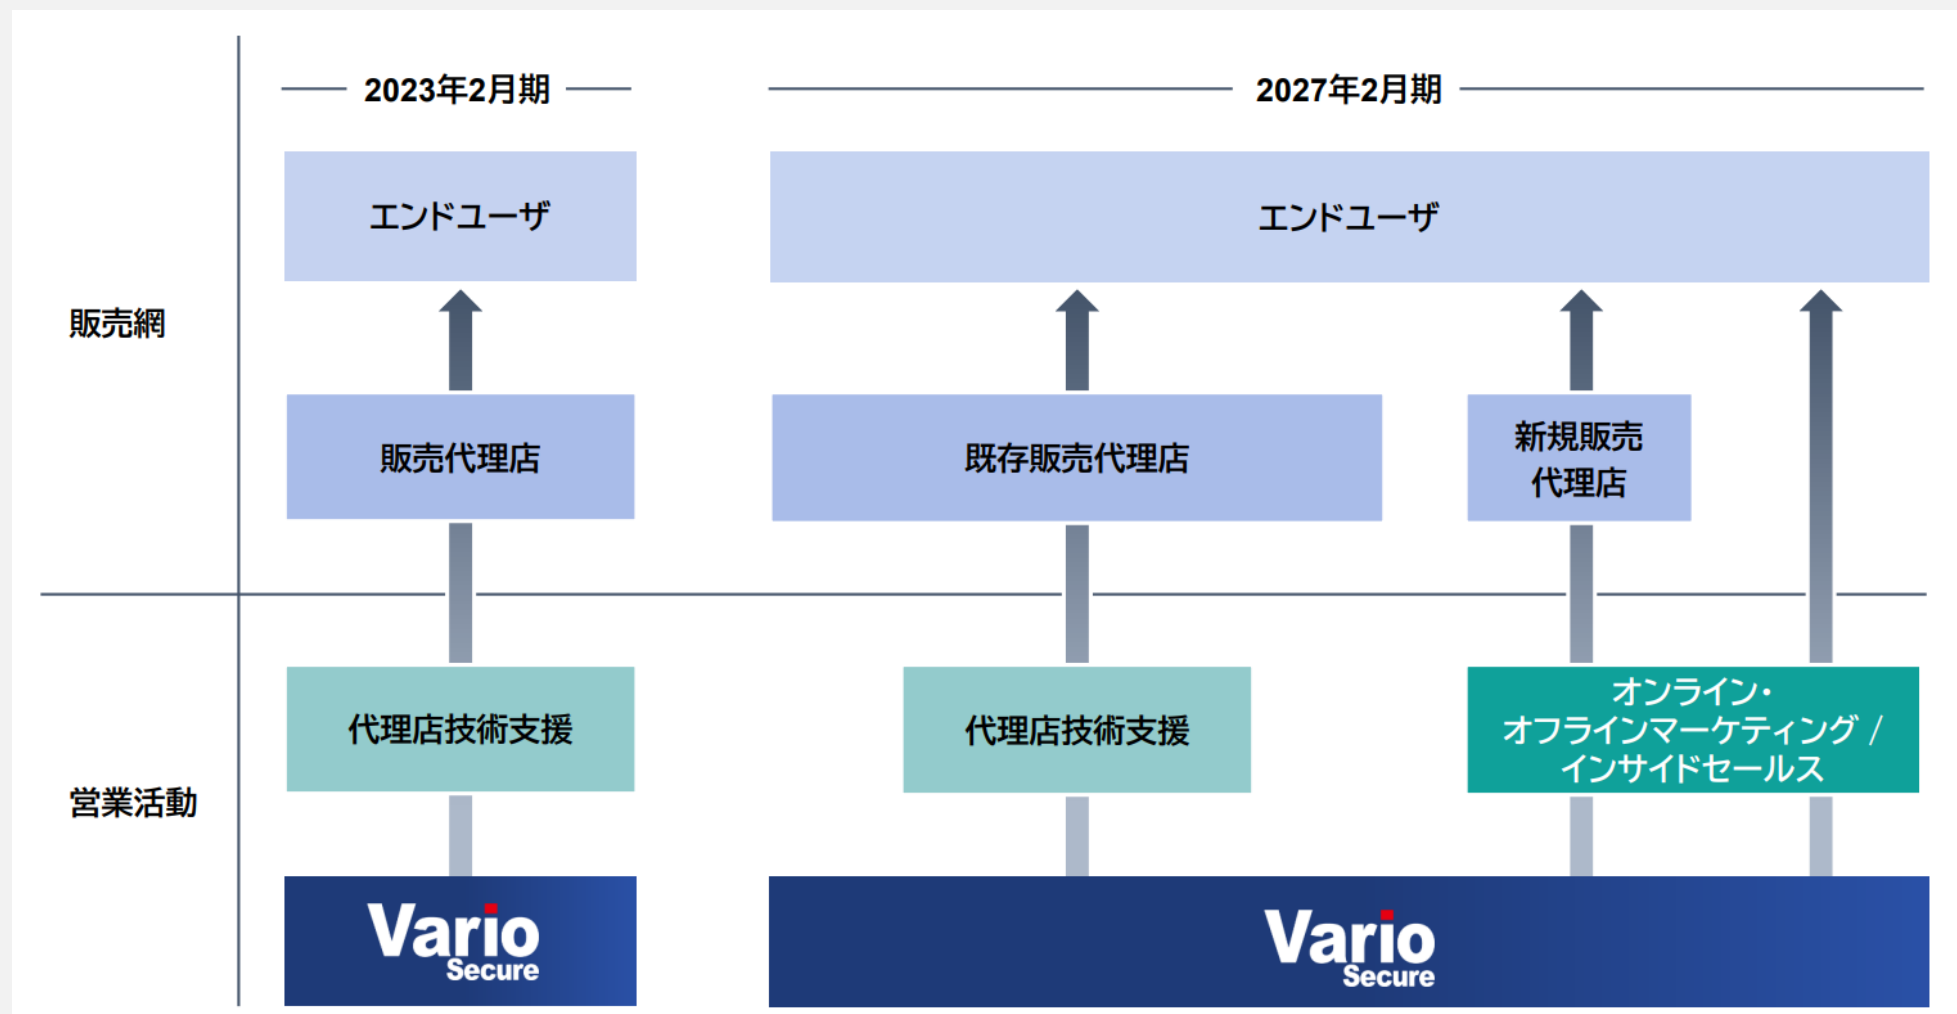 2023年2月期
2027年2月期
販売網
エンドユーザ
エンドユーザ
販売代理店
既存販売代理店
新規販売
代理店
営業活動
代理店技術支援
代理店技術支援
オンライン・
オフラインマーケティング /
インサイドセールス
Vario
Secure
Vario
Secure